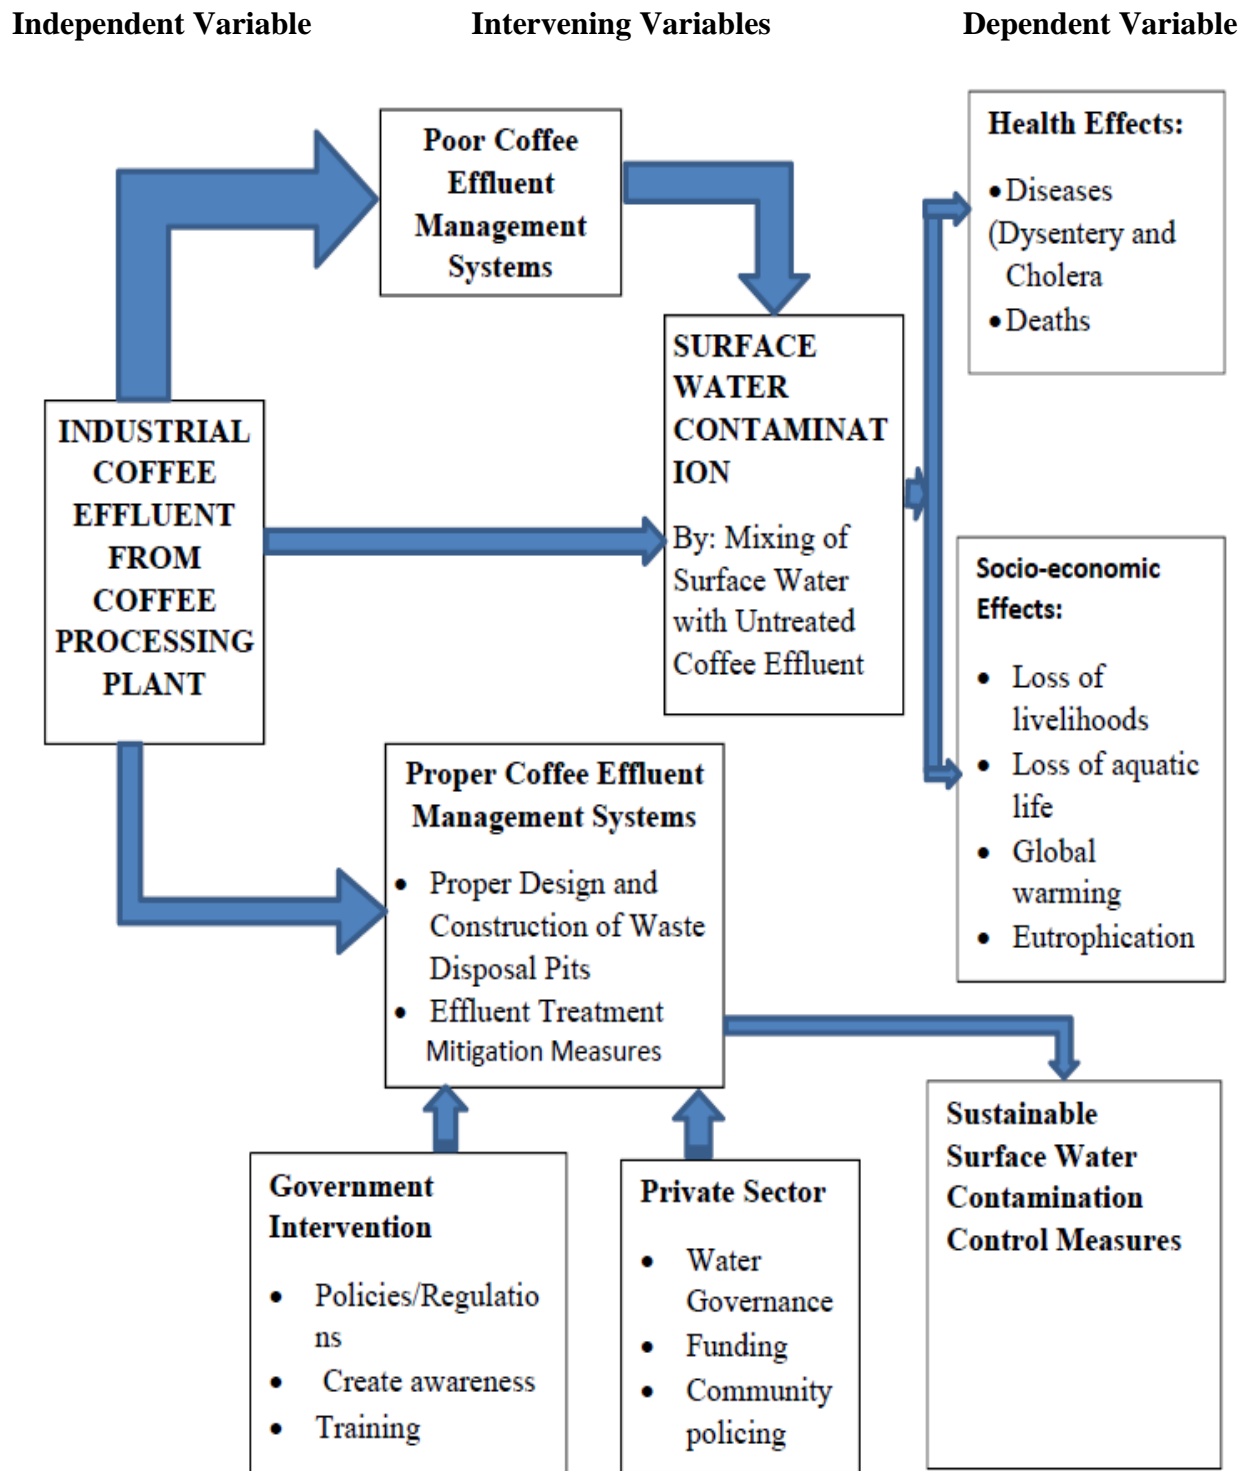 Independent Variable
Intervening Variables
Dependent Variable
Poor Coffee
Effluent
Management
Systems
Health Effects:
• Diseases
(Dysentery and
Cholera
• Deaths
INDUSTRIAL
COFFEE
EFFLUENT
FROM
COFFEE
PROCESSING
PLANT
SURFACE
WATER
CONTAMINAT
ION
By: Mixing of
Surface Water
with Untreated
Coffee Effluent
Socio-economic
Effects:
• Loss of
livelihoods
• Loss of aquatic
life
• Global
warming
• Eutrophication
Proper Coffee Effluent
Management Systems
• Proper Design and
Construction of Waste
Disposal Pits
• Effluent Treatment
Mitigation Measures
Government
Intervention
• Policies/Regulatio
ns
• Create awareness
• Training
Private Sector
• Water
Governance
• Funding
• Community
policing
Sustainable
Surface Water
Contamination
Control Measures